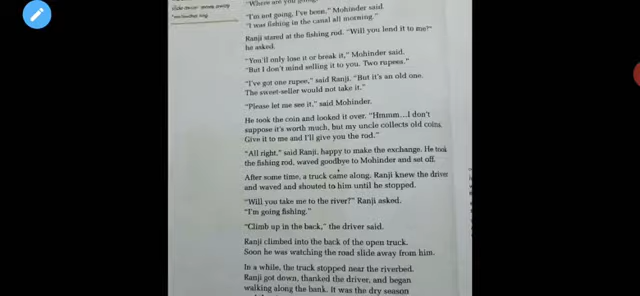 "Where are you going
"I'm not going, I've been," Mohinder said.
"I was fishing in the canal all morning."
Ranji stared at the fishing rod. "Will you lend it to me?"
he asked.
"You'll only lose it or break it," Mohinder said.
"But I don't mind selling it to you. Two rupees."
"I've got one rupee," said Ranji. "But it's an old one.
The sweet-seller would not take it."
"Please let me see it," said Mohinder.
He took the coin and looked it over. "Hmmm...I don't
suppose it's worth much, but my uncle collects old coins.
Give it to me and I'll give you the rod."
"All right," said Ranji, happy to make the exchange. He took
the fishing rod, waved goodbye to Mohinder and set off.
After some time, a truck came along. Ranji knew the driver
and waved and shouted to him until he stopped.
"Will you take me to the river?" Ranji asked.
"I'm going fishing."
"Climb up in the back," the driver said.
Ranji climbed into the back of the open truck.
Soon he was watching the road slide away from him.
In a while, the truck stopped near the riverbed.
Ranji got down, thanked the driver, and began
walking along the bank. It was the dry season